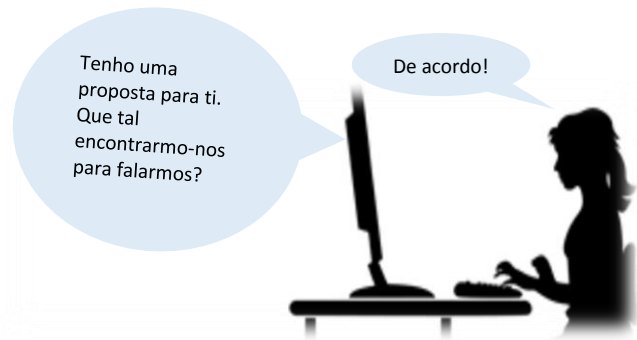 Tenho uma
proposta para ti.
Que tal
encontrarmo-nos
para falarmos?
De acordo!